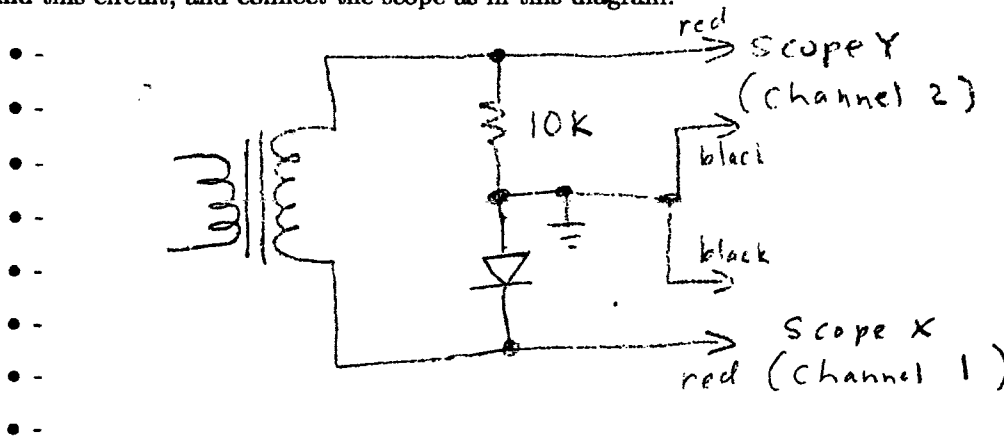 this circuit, and connect the scope as in this diagram.
red
Scope Y
(Channel 2)
10K
black
black
Scope X
red (Channel 1)